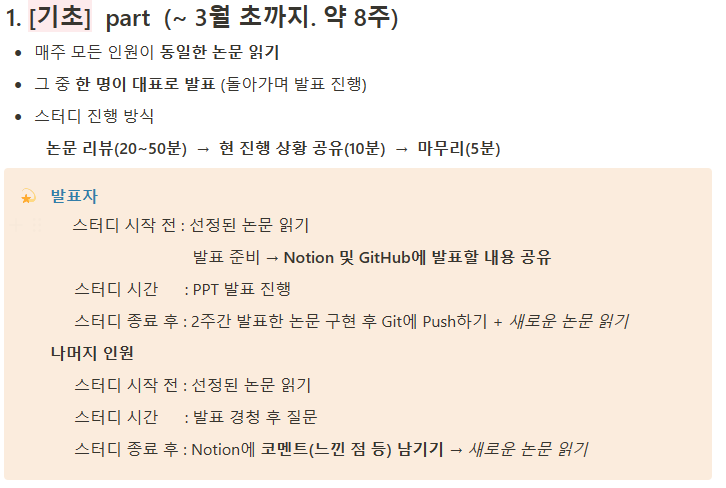 1. [기초] part (~ 3월 초까지. 약 8주)
• 매주 모든 인원이 동일한 논문 읽기
• 그 중 한 명이 대표로 발표 (돌아가며 발표 진행)
• 스터디 진행 방식
논문 리뷰(20~50분) → 현 진행 상황 공유(10분) → 마무리(5분)
발표자
스터디 시작 전 : 선정된 논문 읽기
발표 준비 → Notion 및 GitHub에 발표할 내용 공유
스터디 시간 : PPT 발표 진행
스터디 종료 후 : 2주간 발표한 논문 구현 후 Git에 Push하기 + 새로운 논문 읽기
나머지 인원
스터디 시작 전 : 선정된 논문 읽기
스터디 시간 : 발표 경청 후 질문
스터디 종료 후 : Notion에 코멘트(느낀 점 등) 남기기 → 새로운 논문 읽기